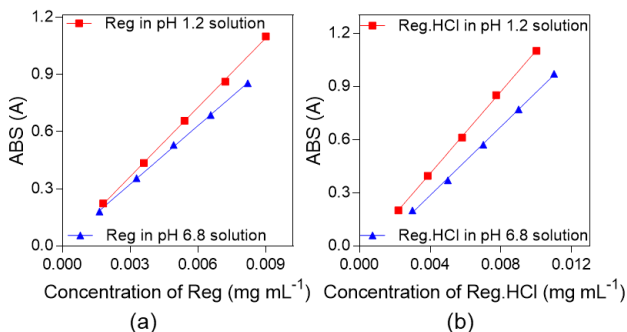 Reg in pH 1.2 solution
1.2
0.9
0.6
0.3
0.0
ABS (A)
Reg in pH 6.8 solution
0.000 0.003 0.006 0.009
Concentration of Reg (mg mL⁻¹)
(a)
Reg.HCl in pH 1.2 solution
1.2
0.9
0.6
0.3
0.0
ABS (A)
Reg.HCl in pH 6.8 solution
0.000 0.004 0.008 0.012
Concentration of Reg.HCl (mg mL⁻¹)
(b)